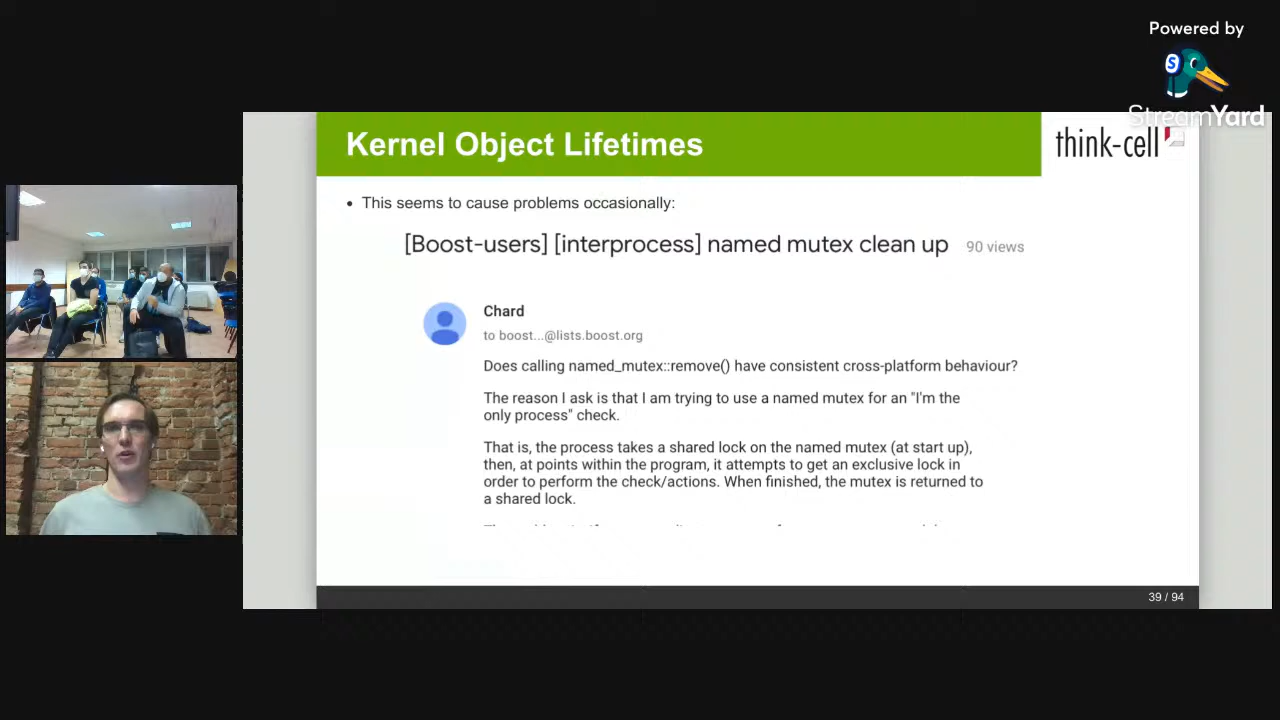 Powered by
StreamYard
Kernel Object Lifetimes
think-cell
• This seems to cause problems occasionally:
[Boost-users] [interprocess] named mutex clean up 90 views
Chard
to boost...@lists.boost.org
Does calling named_mutex::remove() have consistent cross-platform behaviour?
The reason I ask is that I am trying to use a named mutex for an "I'm the
only process" check.
That is, the process takes a shared lock on the named mutex (at start up),
then, at points within the program, it attempts to get an exclusive lock in
order to perform the check/actions. When finished, the mutex is returned to
a shared lock.
39 / 94